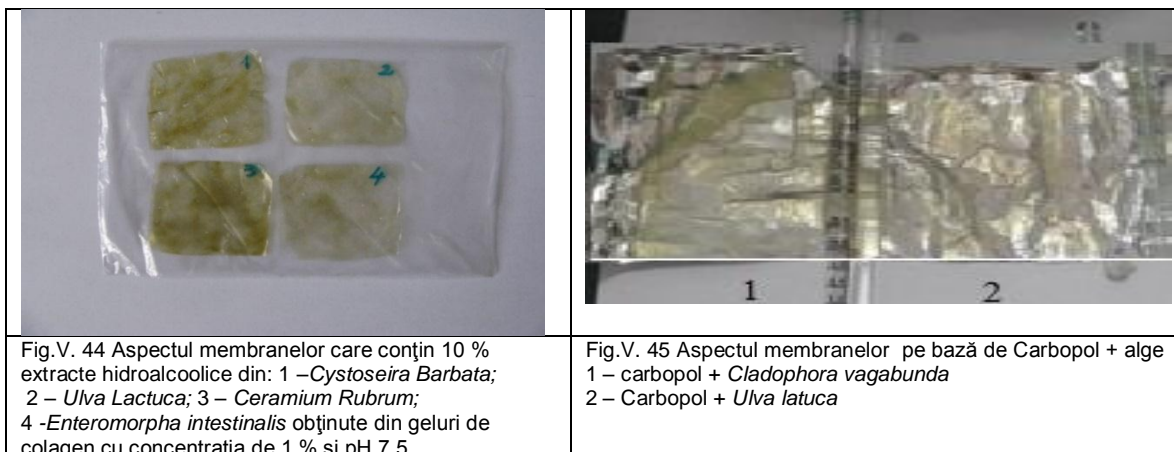 1
2
3
4
1
2
Fig.V. 44 Aspectul membranelor care conţin 10 %
extracte hidroalcoolice din: 1 –Cystoseira Barbata;
2 – Ulva Lactuca; 3 – Ceramium Rubrum;
4 -Enteromorpha intestinalis obţinute din geluri de
colagen cu concentraţia de 1 % şi pH 7,5
Fig.V. 45 Aspectul membranelor pe bază de Carbopol + alge
1 – carbopol + Cladophora vagabunda
2 – Carbopol + Ulva latuca